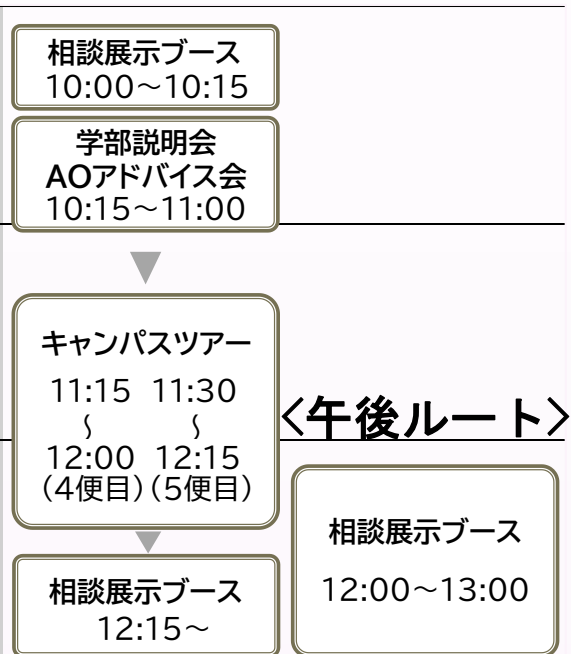 相談展示ブース
10:00~10:15
学部説明会
AOアドバイス会
10:15~11:00
キャンパスツアー
11:15 11:30
~ ~
12:00 12:15
(4便目)(5便目)
相談展示ブース
12:15~
<午後ルート>
相談展示ブース
12:00~13:00